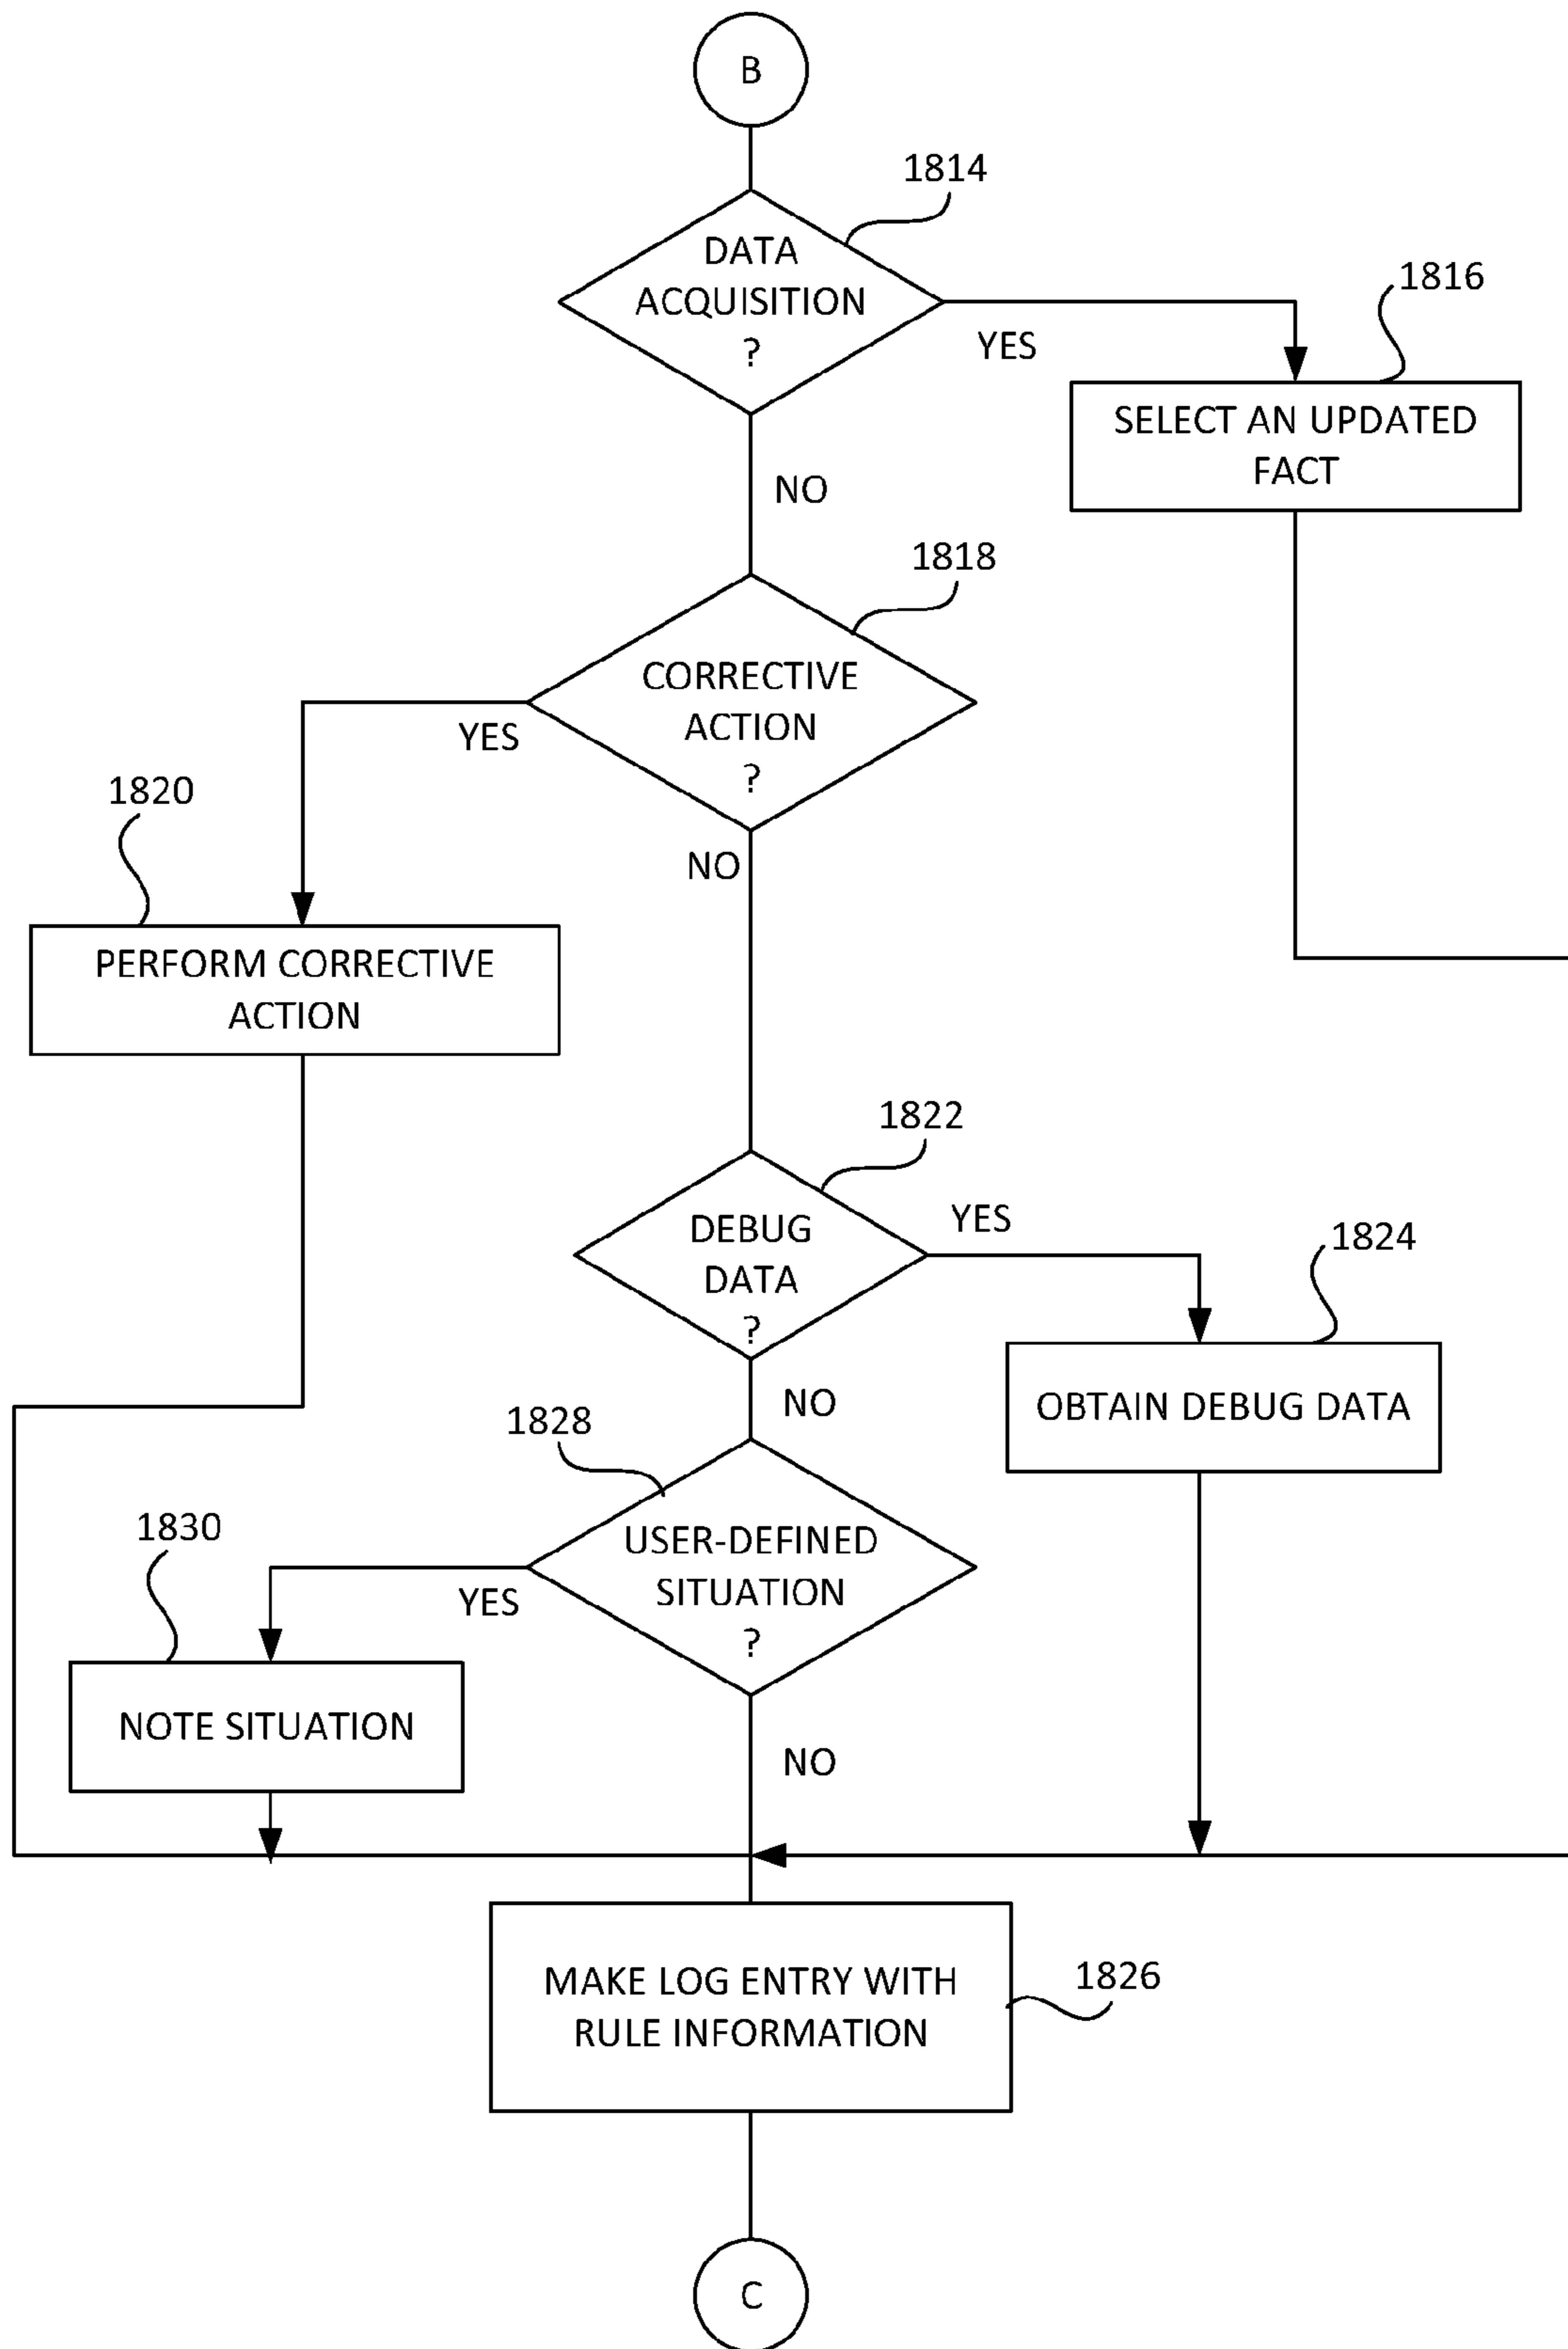 B
1814
DATA
ACQUISITION
?
YES
1816
SELECT AN UPDATED
FACT
NO
1818
CORRECTIVE
ACTION
?
YES
NO
1820
PERFORM CORRECTIVE
ACTION
1822
DEBUG
DATA
?
YES
1824
OBTAIN DEBUG DATA
NO
1828
USER-DEFINED
SITUATION
?
YES
1830
NOTE SITUATION
NO
MAKE LOG ENTRY WITH
RULE INFORMATION
1826
C